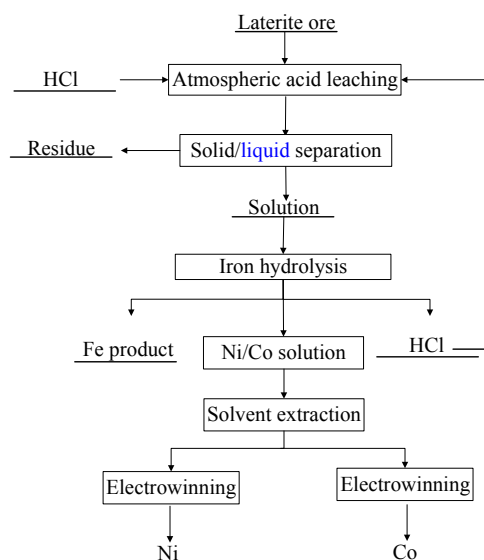 Laterite ore
HCl
Atmospheric acid leaching
Residue
Solid/liquid separation
Solution
Iron hydrolysis
Fe product
Ni/Co solution
HCl
Solvent extraction
Electrowinning
Electrowinning
Ni
Co